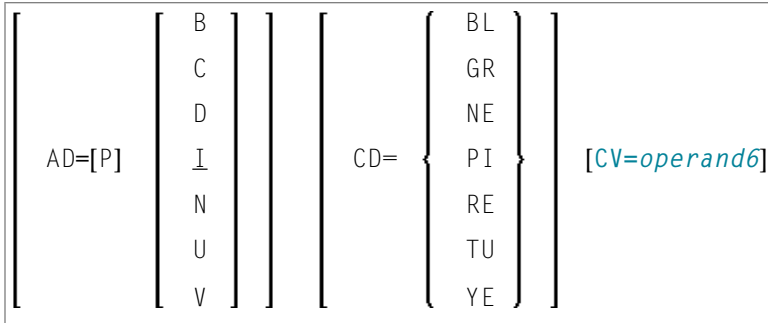 B BL
C GR
D NE
AD=[P] I CD= PI [CV=operand6]
N RE
U TU
V YE